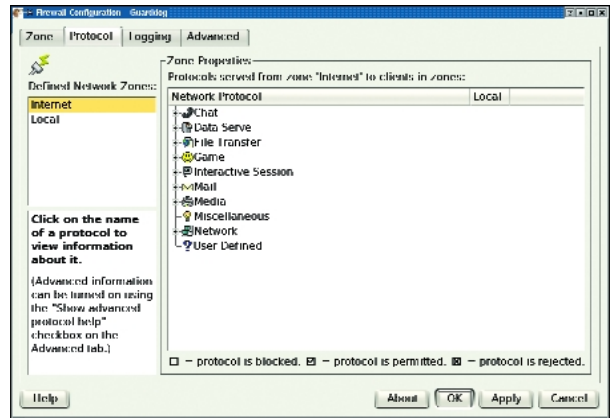 Firewall Configuration Guarddog
Zone
Protocol
Logging
Advanced
Defined Network Zones:
Internet
Local
Click on the name
of a protocol to
view information
about it.
(Advanced information
can be turned on using
the "Show advanced
protocol help"
checkbox on the
Advanced tab.)
Zone Properties
Protocols served from zone "Internet" to clients in zones:
Network Protocol
Local
Chat
Data Serve
File Transfer
Game
Interactive Session
Mail
Media
Miscellaneous
Network
User Defined
☐ – protocol is blocked. ☑ – protocol is permitted. ☒ – protocol is rejected.
Help
About
OK
Apply
Cancel